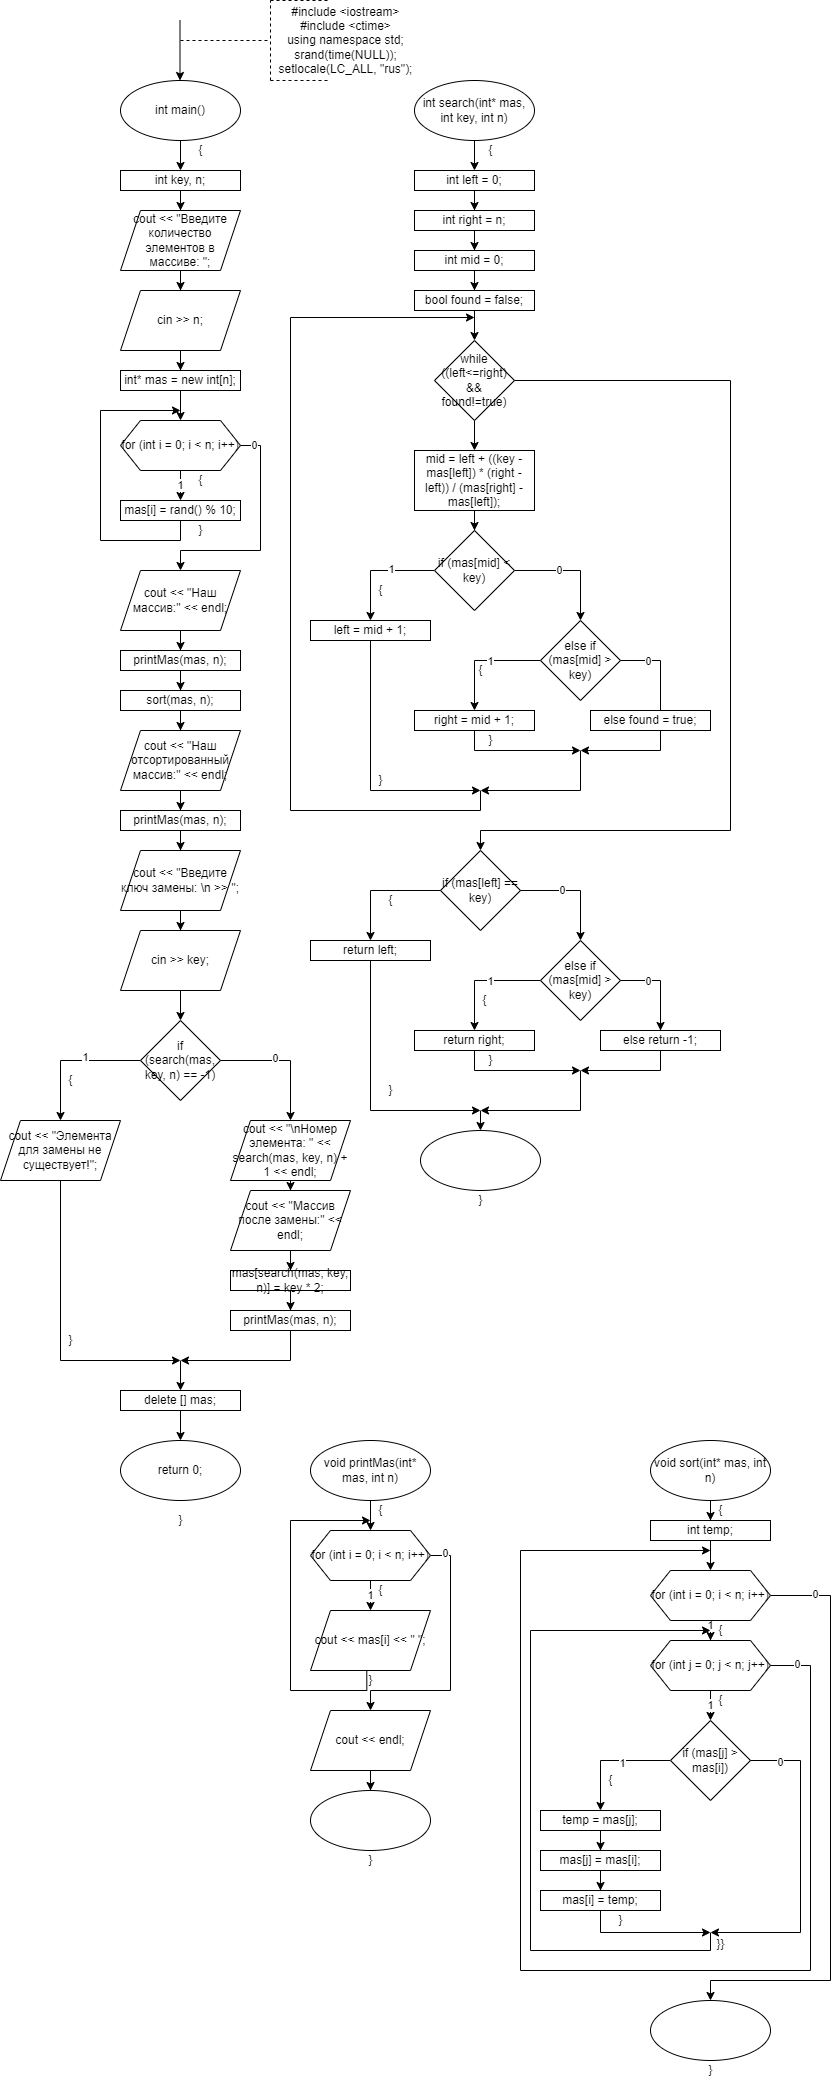 #include <iostream>
#include <ctime>
using namespace std;
srand(time(NULL));
setlocale(LC_ALL, "rus");
int main()
{
int key, n;
cout << "Введите
количество
элементов в
массиве: ";
cin >> n;
int* mas = new int[n];
for (int i = 0; i < n; i++)
0
1
{
mas[i] = rand() % 10;
}
cout << "Наш
массив:" << endl;
printMas(mas, n);
sort(mas, n);
cout << "Наш
отсортированный
массив:" << endl;
printMas(mas, n);
cout << "Введите
ключ замены: \n >> ";
cin >> key;
if
(search(mas,
key, n) == -1)
1
0
{
cout << "Элемента
для замены не
существует!";
}
cout << "\nНомер
элемента: " <<
search(mas, key, n) +
1 << endl;
cout << "Массив
после замены:" <<
endl;
mas[search(mas, key,
n)] = key * 2;
printMas(mas, n);
delete [] mas;
return 0;
}
int search(int* mas,
int key, int n)
{
int left = 0;
int right = n;
int mid = 0;
bool found = false;
while
((left<=right)
&&
found!=true)
mid = left + ((key -
mas[left]) * (right -
left)) / (mas[right] -
mas[left]);
if (mas[mid] <
key)
1
0
{
left = mid + 1;
else if
(mas[mid] >
key)
1
0
{
right = mid + 1;
else found = true;
}
}
if (mas[left] ==
key)
0
{
return left;
else if
(mas[mid] >
key)
1
0
{
return right;
else return -1;
}
}
}
void printMas(int*
mas, int n)
{
for (int i = 0; i < n; i++)
0
1
{
cout << mas[i] << " ";
}
cout << endl;
}
void sort(int* mas, int
n)
{
int temp;
for (int i = 0; i < n; i++)
0
1
{
for (int j = 0; j < n; j++)
0
1
{
if (mas[j] >
mas[i])
1
0
{
temp = mas[j];
mas[j] = mas[i];
mas[i] = temp;
}
}}
}